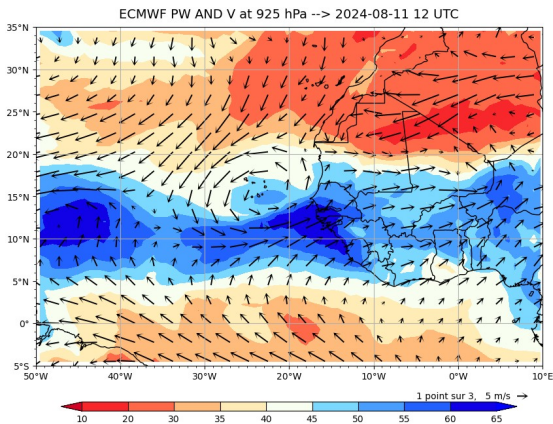 ECMWF PW AND V at 925 hPa --> 2024-08-11 12 UTC
35°N
30°N
25°N
20°N
15°N
10°N
5°N
0°
5°S
50°W 40°W 30°W 20°W 10°W 0°W 10°E
1 point sur 3, 5 m/s
10 20 30 35 40 45 50 55 60 65